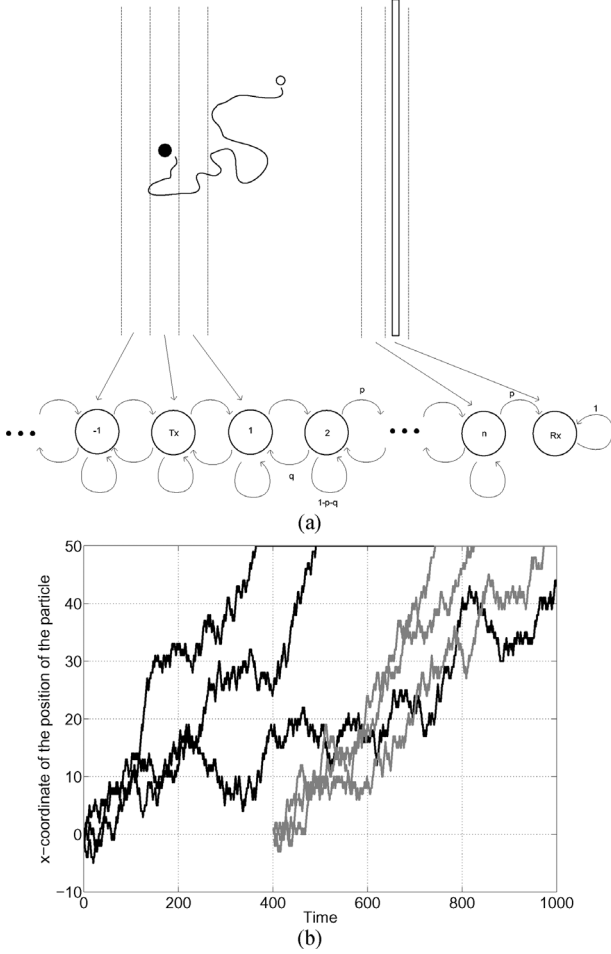 p
p
1
••• -1 Tx 1 2 ••• n Rx
q
1-p-q
(a)
50
40
30
20
10
0
−10
x−coordinate of the position of the particle
0 200 400 600 800 1000
Time
(b)